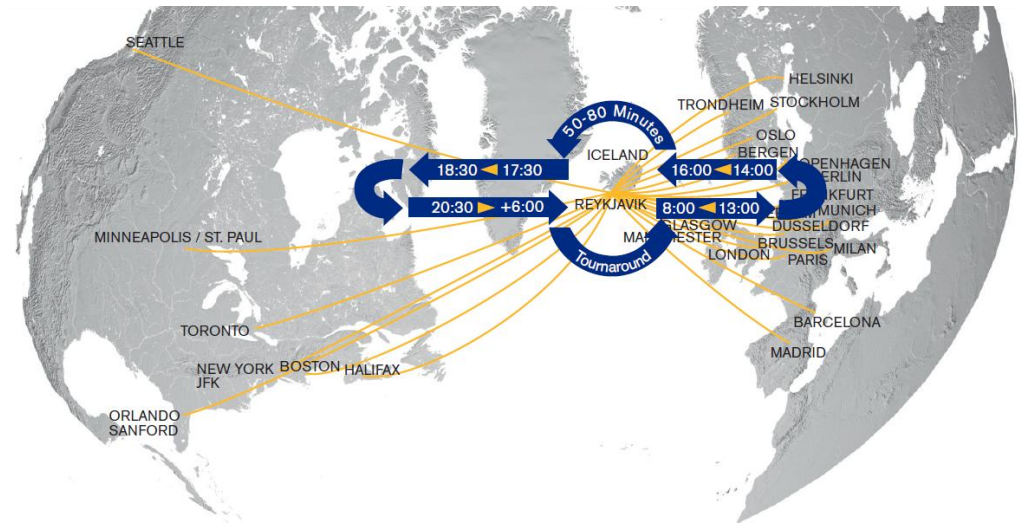 SEATTLE
HELSINKI
TRONDHEIM
STOCKHOLM
50-80 Minutes
OSLO
BERGEN
ICELAND
OPENHAGEN
18:30 17:30
16:00 14:00
ERLIN
FRANKFURT
20:30 +6:00
REYKJAVIK
8:00 13:00
MUNICH
GLASGOW
DUSSELDORF
MINNEAPOLIS / ST. PAUL
BRUSSELS
MILAN
LONDON
PARIS
Tournaround
TORONTO
BARCELONA
MADRID
NEW YORK
JFK
BOSTON
HALIFAX
ORLANDO
SANFORD